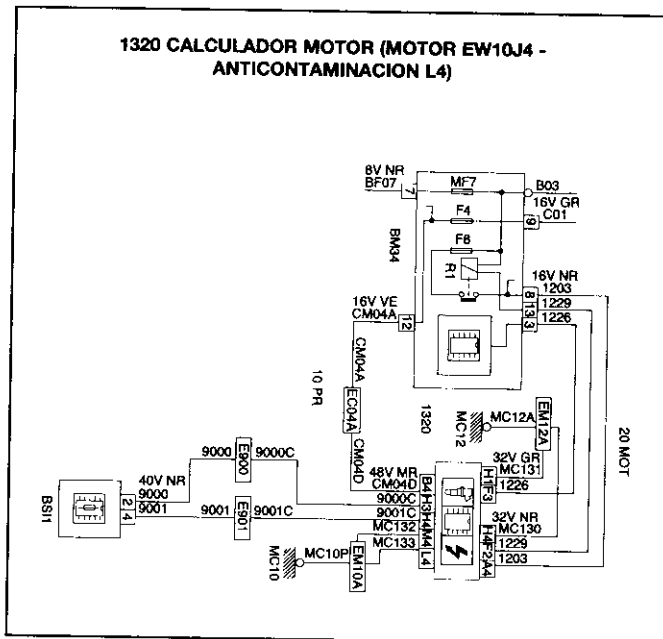 1320 CALCULADOR MOTOR (MOTOR EW10J4 -
ANTICONTAMINACION L4)
8V NR
BF07
7
MF7
B03
16V GR
F4
9
C01
BM34
F6
R1
16V NR
8
1203
13
1229
3
1226
16V VE
CM04A
12
CM04A
EC04A
10 PR
CM04D
1320
MC12
MC12A
EM12A
20 MOT
32V GR
MC131
H1
F3
1226
48V MR
CM04D
B4
9000
E900
9000C
9000C
H3
40V NR
9000
2
9001
4
BSI1
9001
E901
9001C
9001C
H4
MC132
M4
MC133
L4
MC10
MC10P
EM10A
32V NR
MC130
H4
F2
1229
A4
1203